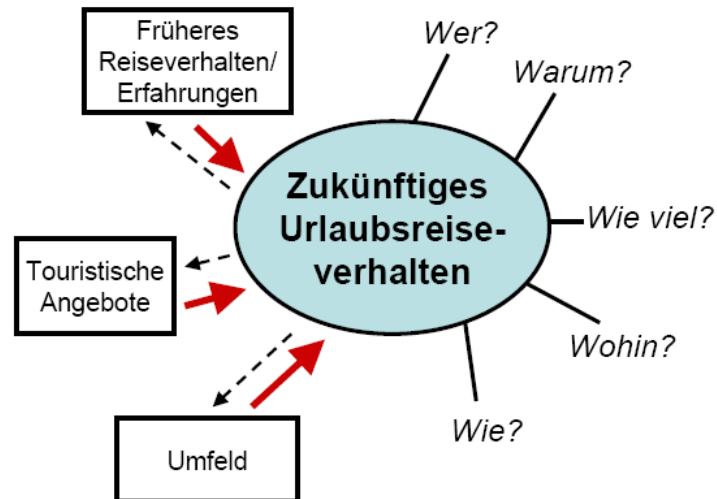 Früheres
Reiseverhalten/
Erfahrungen
Touristische
Angebote
Umfeld
Zukünftiges
Urlaubsreise-
verhalten
Wer?
Warum?
Wie viel?
Wohin?
Wie?